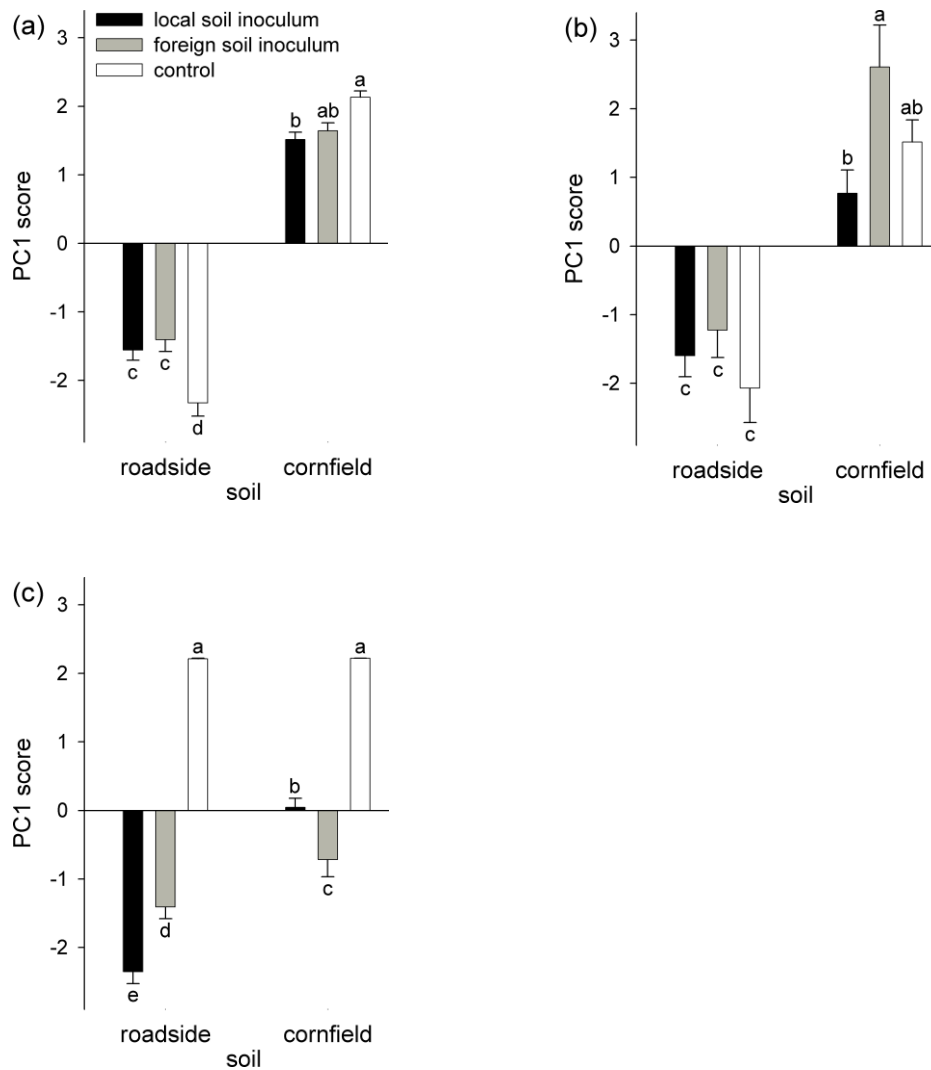 (a)
local soil inoculum
foreign soil inoculum
control
3
2
1
0
-1
-2
PC1 score
b
ab
a
c
c
d
roadside
cornfield
soil
(b)
3
2
1
0
-1
-2
PC1 score
b
a
ab
c
c
c
roadside
cornfield
soil
(c)
3
2
1
0
-1
-2
PC1 score
a
a
b
c
d
e
roadside
cornfield
soil